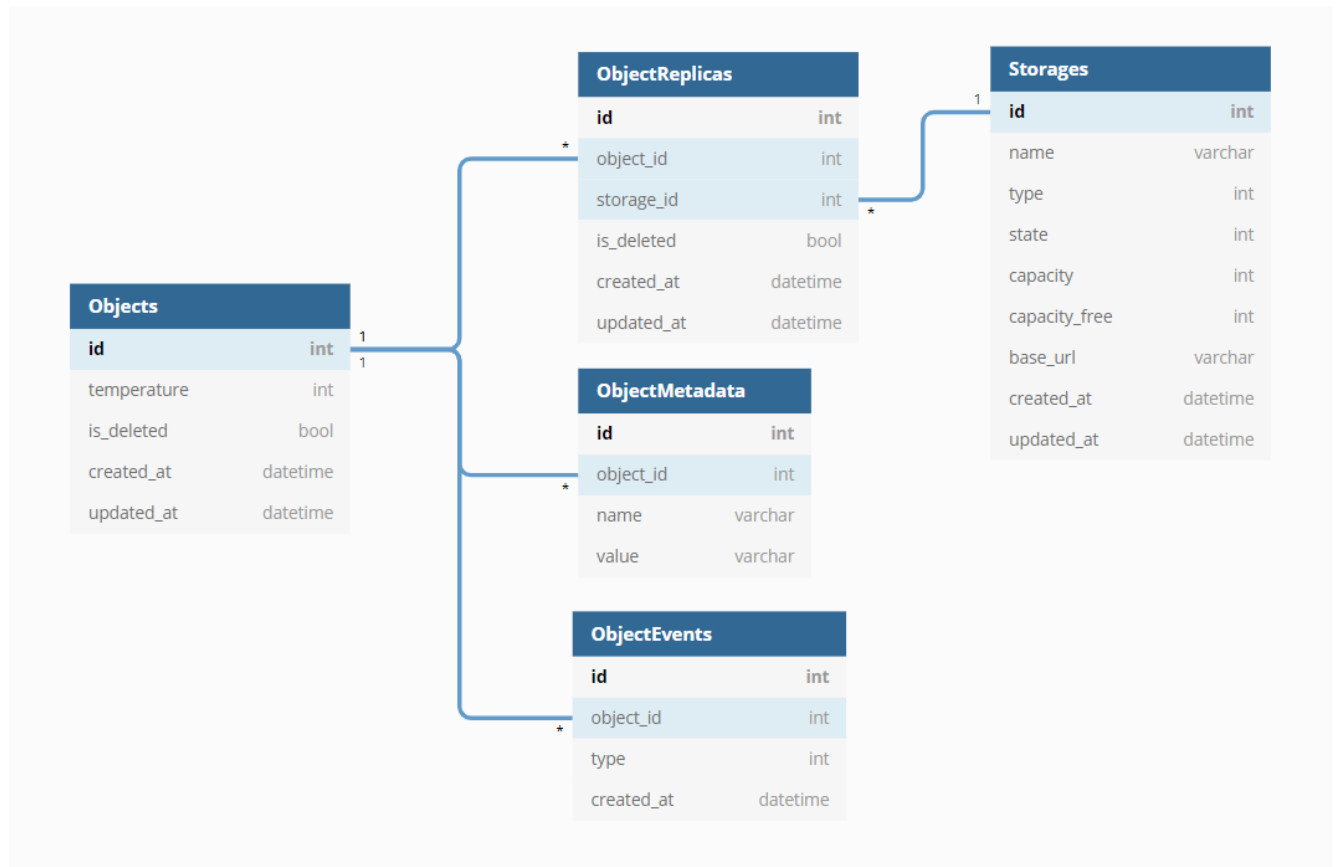 ObjectReplicas
id int
object_id int
storage_id int
is_deleted bool
created_at datetime
updated_at datetime
*
*
Storages
1
id int
name varchar
type int
state int
capacity int
capacity_free int
base_url varchar
created_at datetime
updated_at datetime
Objects
id int
temperature int
is_deleted bool
created_at datetime
updated_at datetime
1
1
ObjectMetadata
id int
object_id int
name varchar
value varchar
*
ObjectEvents
id int
object_id int
type int
created_at datetime
*